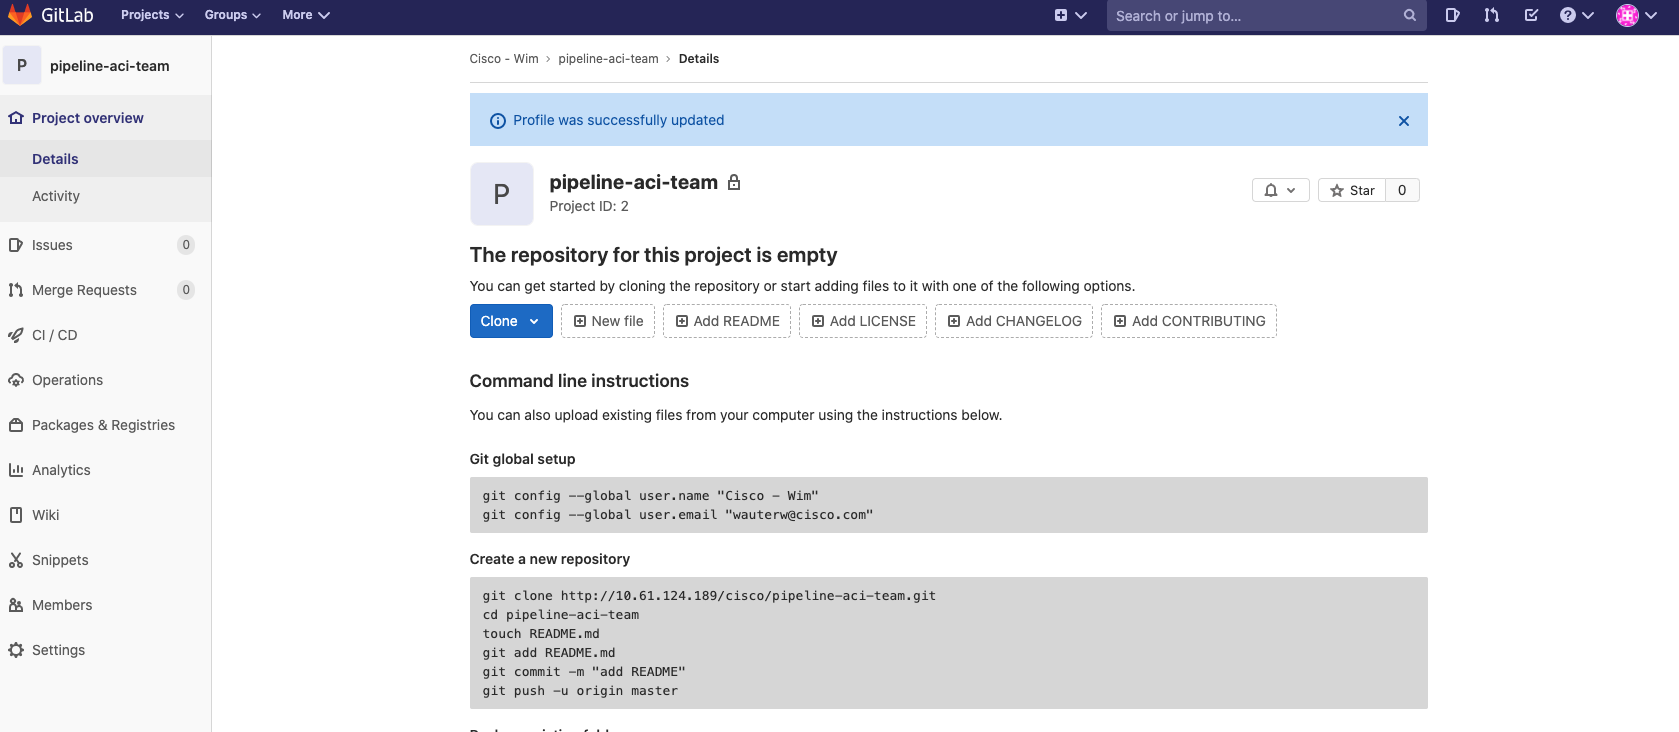 GitLab Projects Groups More Search or jump to...
P pipeline-aci-team
Project overview
Details
Activity
Issues 0
Merge Requests 0
CI / CD
Operations
Packages & Registries
Analytics
Wiki
Snippets
Members
Settings
Cisco - Wim > pipeline-aci-team > Details
Profile was successfully updated
P
pipeline-aci-team
Project ID: 2
Star 0
The repository for this project is empty
You can get started by cloning the repository or start adding files to it with one of the following options.
Clone New file Add README Add LICENSE Add CHANGELOG Add CONTRIBUTING
Command line instructions
You can also upload existing files from your computer using the instructions below.
Git global setup
git config --global user.name "Cisco - Wim"
git config --global user.email "wauterw@cisco.com"
Create a new repository
git clone http://10.61.124.189/cisco/pipeline-aci-team.git
cd pipeline-aci-team
touch README.md
git add README.md
git commit -m "add README"
git push -u origin master